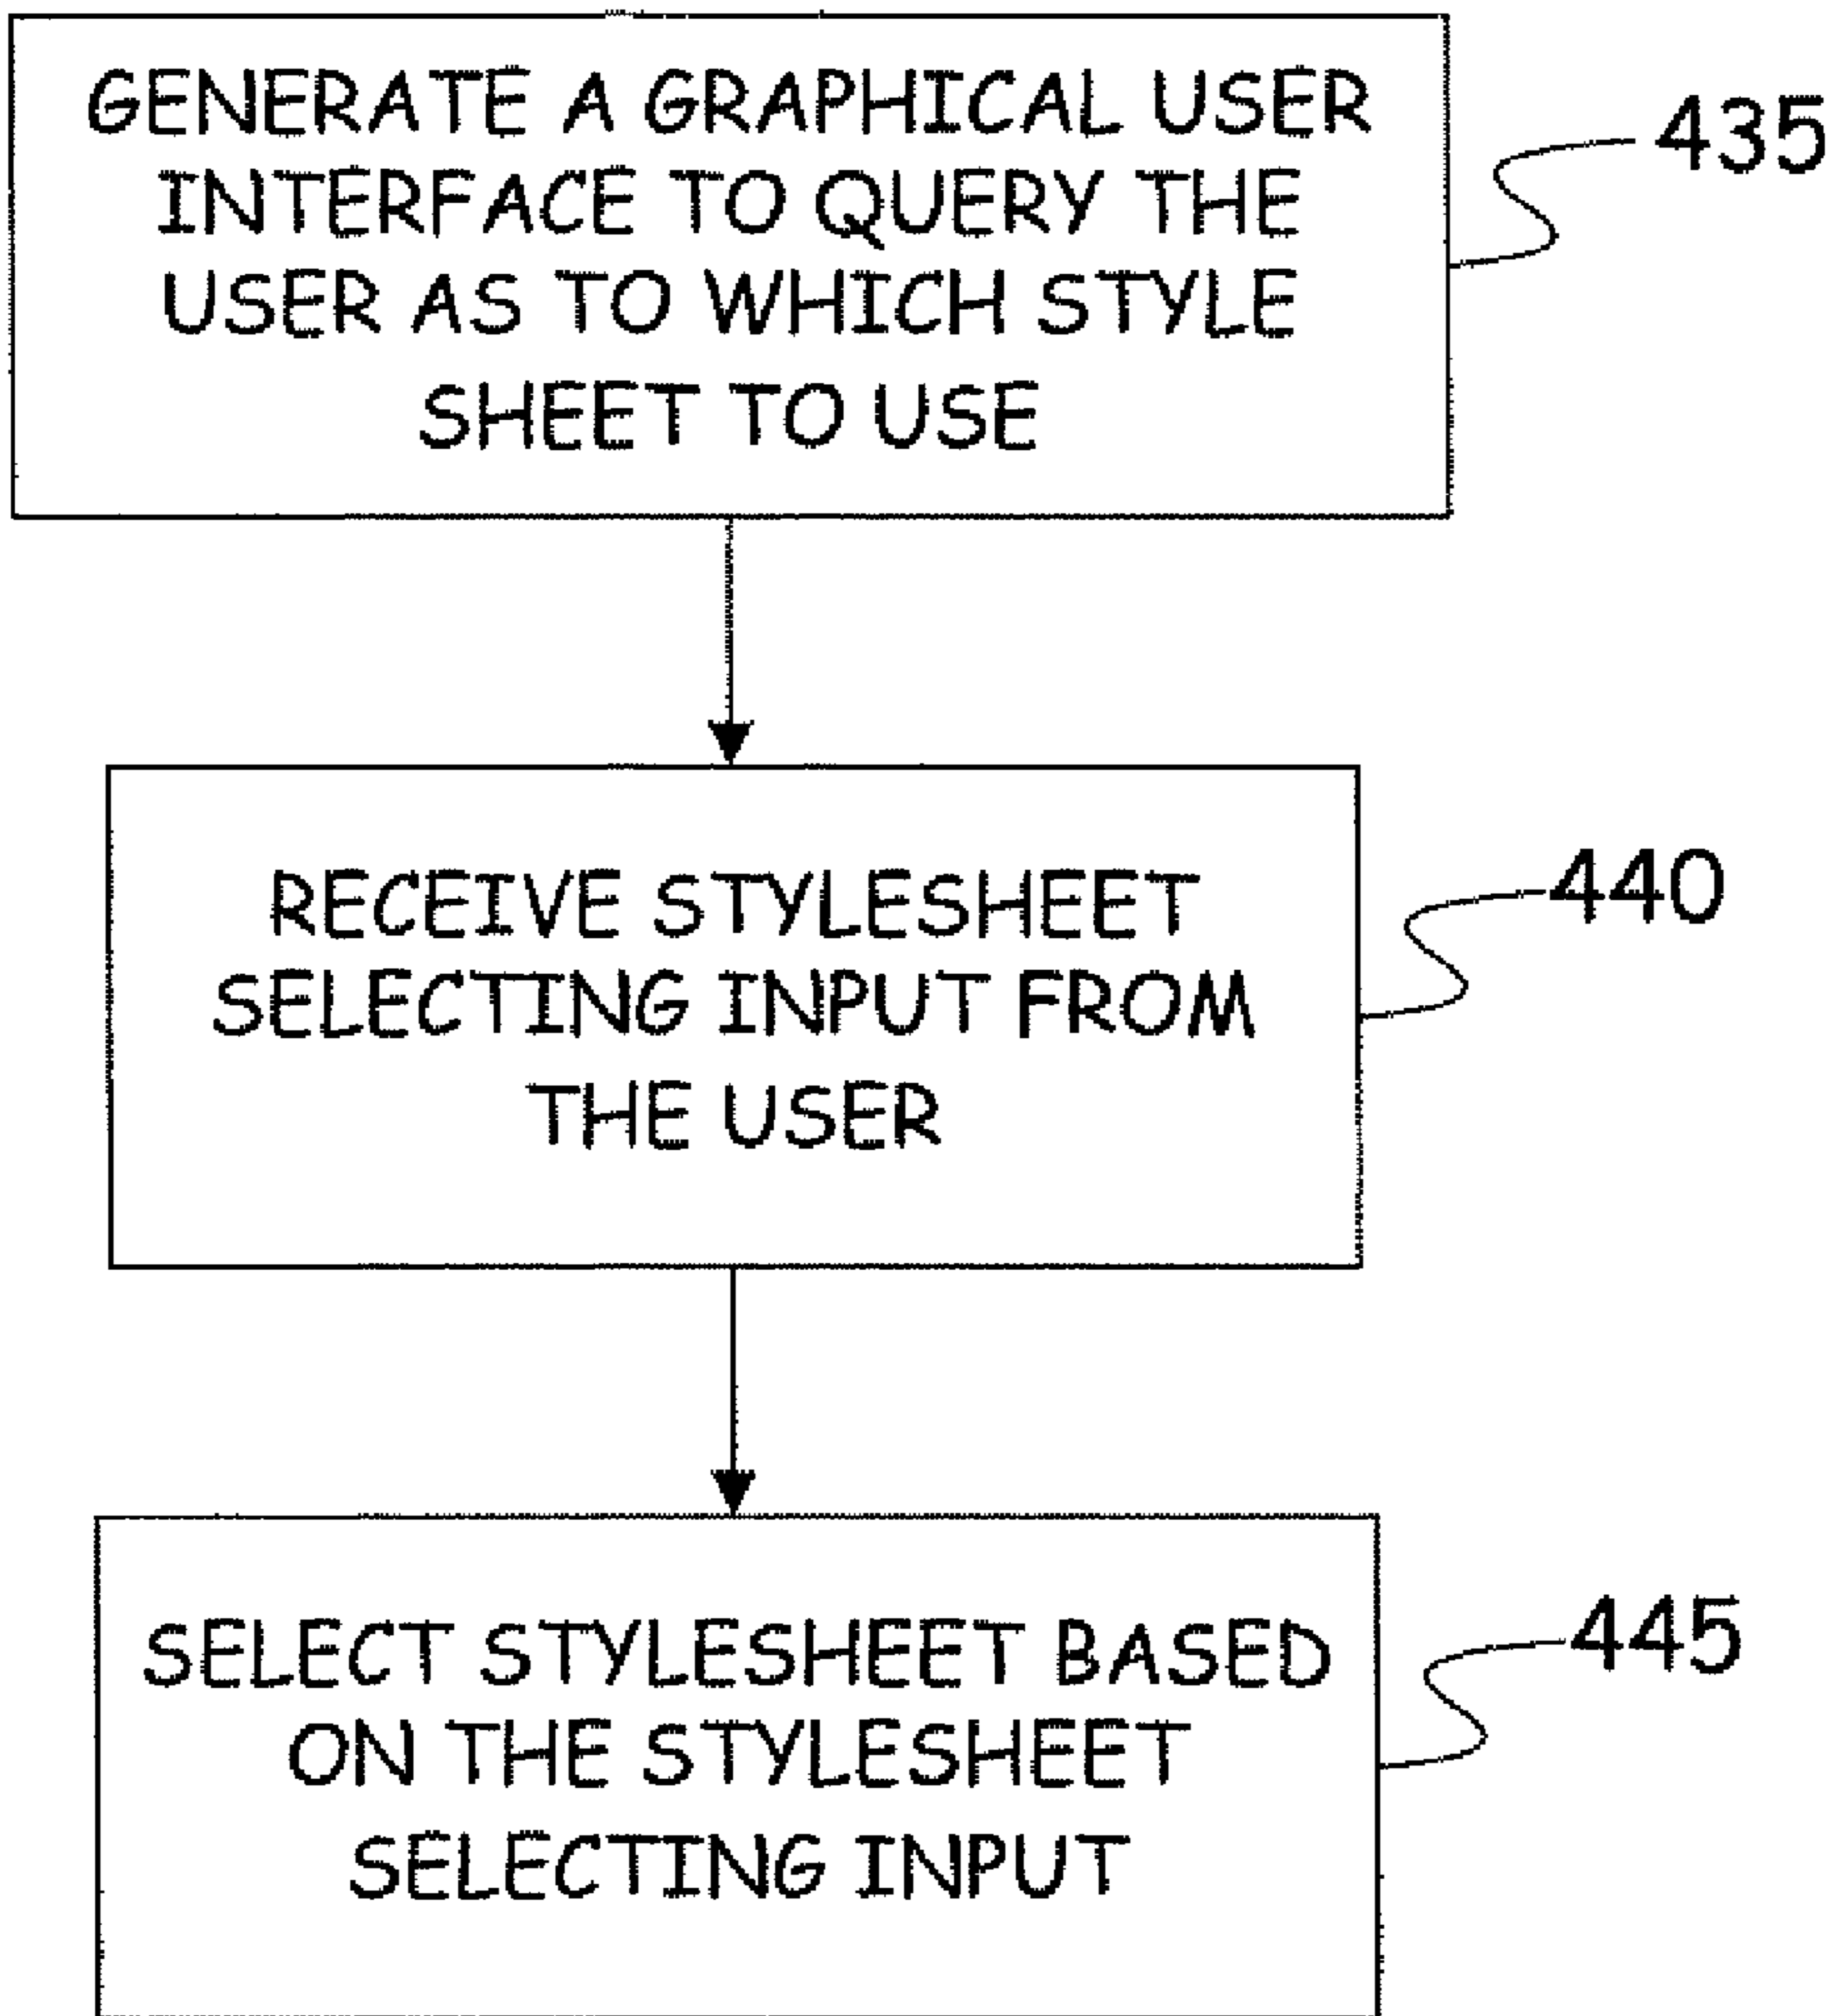 GENERATE A GRAPHICAL USER
INTERFACE TO QUERY THE
USER AS TO WHICH STYLE
SHEET TO USE
435
RECEIVE STYLESHEET
SELECTING INPUT FROM
THE USER
440
SELECT STYLESHEET BASED
ON THE STYLESHEET
SELECTING INPUT
445